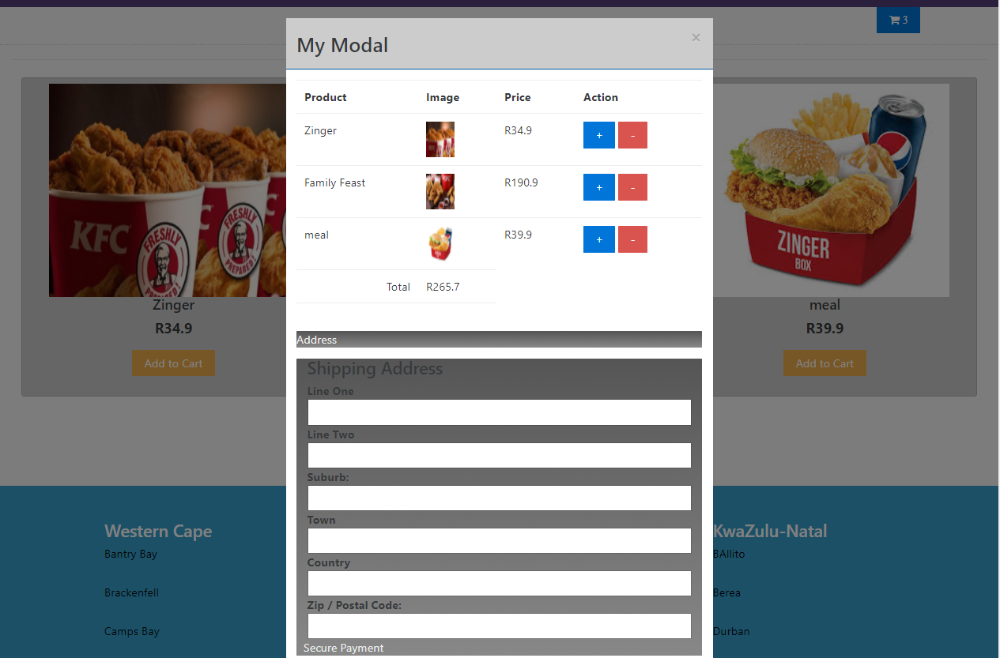 3
My Modal
×
Product Image Price Action
Zinger R34.9 + -
Family Feast R190.9 + -
meal R39.9 + -
Total R265.7
KFC
FRESHLY
PREPARED!
FRESHLY
PREPARED!
Zinger
R34.9
Add to Cart
ZINGER
BOX
meal
R39.9
Add to Cart
Address
Shipping Address
Line One
Line Two
Suburb:
Town
Country
Zip / Postal Code:
Secure Payment
Western Cape
Bantry Bay
Brackenfell
Camps Bay
KwaZulu-Natal
BAllito
Berea
Durban